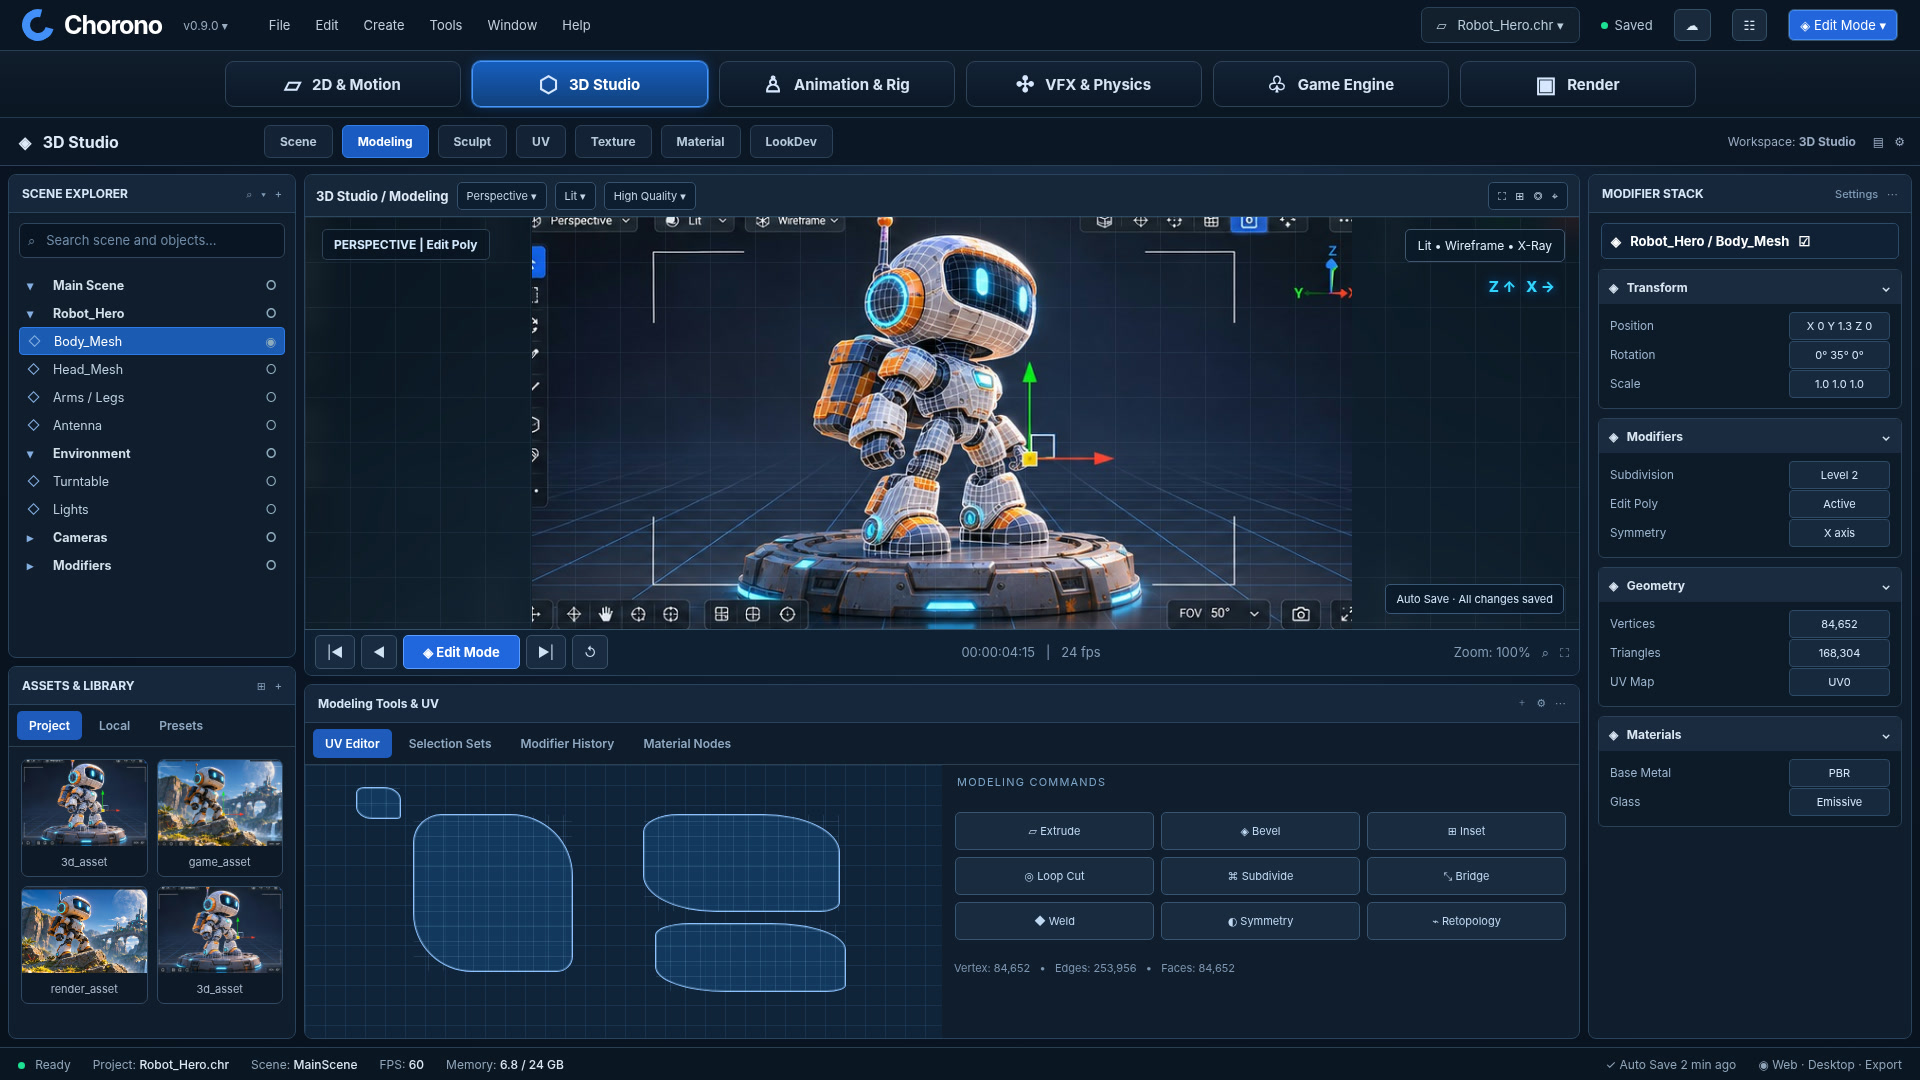 Chorono v0.9.0 ▾ File Edit Create Tools Window Help Robot_Hero.chr ▾ Saved Edit Mode ▾
2D & Motion 3D Studio Animation & Rig VFX & Physics Game Engine Render
3D Studio Scene Modeling Sculpt UV Texture Material LookDev Workspace: 3D Studio
SCENE EXPLORER
Search scene and objects...
Main Scene
Robot_Hero
Body_Mesh
Head_Mesh
Arms / Legs
Antenna
Environment
Turntable
Lights
Cameras
Modifiers
ASSETS & LIBRARY
Project Local Presets
3d_asset game_asset
render_asset 3d_asset
3D Studio / Modeling Perspective ▾ Lit ▾ High Quality ▾
Perspective Lit Wireframe
PERSPECTIVE | Edit Poly
Lit • Wireframe • X-Ray
Z
Y X
Z ↑ X →
Auto Save · All changes saved
FOV 50°
Edit Mode 00:00:04:15 | 24 fps Zoom: 100%
Modeling Tools & UV
UV Editor Selection Sets Modifier History Material Nodes
MODELING COMMANDS
Extrude Bevel Inset
Loop Cut Subdivide Bridge
Weld Symmetry Retopology
Vertex: 84,652 • Edges: 253,956 • Faces: 84,652
MODIFIER STACK Settings ···
Robot_Hero / Body_Mesh
Transform
Position X 0 Y 1.3 Z 0
Rotation 0° 35° 0°
Scale 1.0 1.0 1.0
Modifiers
Subdivision Level 2
Edit Poly Active
Symmetry X axis
Geometry
Vertices 84,652
Triangles 168,304
UV Map UV0
Materials
Base Metal PBR
Glass Emissive
Ready Project: Robot_Hero.chr Scene: MainScene FPS: 60 Memory: 6.8 / 24 GB ✓ Auto Save 2 min ago Web · Desktop · Export